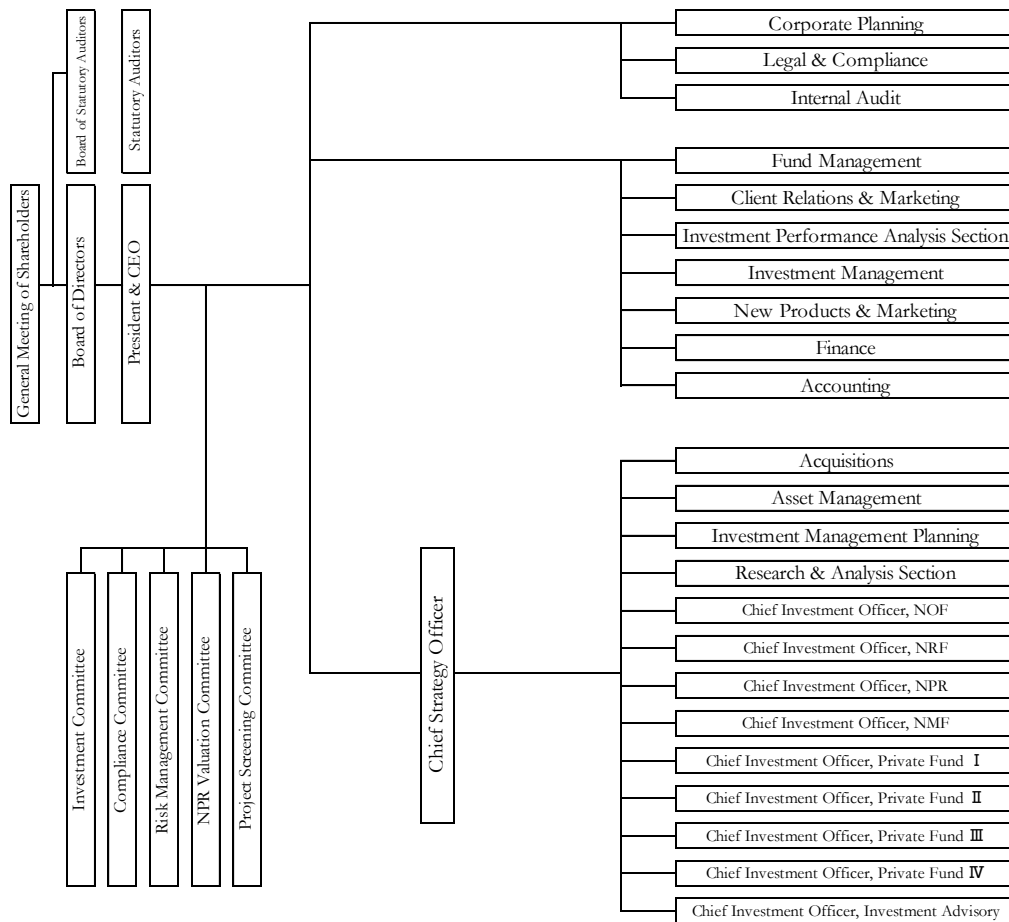 General Meeting of Shareholders
Board of Statutory Auditors
Board of Directors
Statutory Auditors
President & CEO
Corporate Planning
Legal & Compliance
Internal Audit
Fund Management
Client Relations & Marketing
Investment Performance Analysis Section
Investment Management
New Products & Marketing
Finance
Accounting
Investment Committee
Compliance Committee
Risk Management Committee
NPR Valuation Committee
Project Screening Committee
Chief Strategy Officer
Acquisitions
Asset Management
Investment Management Planning
Research & Analysis Section
Chief Investment Officer, NOF
Chief Investment Officer, NRF
Chief Investment Officer, NPR
Chief Investment Officer, NMF
Chief Investment Officer, Private Fund Ⅰ
Chief Investment Officer, Private Fund Ⅱ
Chief Investment Officer, Private Fund Ⅲ
Chief Investment Officer, Private Fund Ⅳ
Chief Investment Officer, Investment Advisory